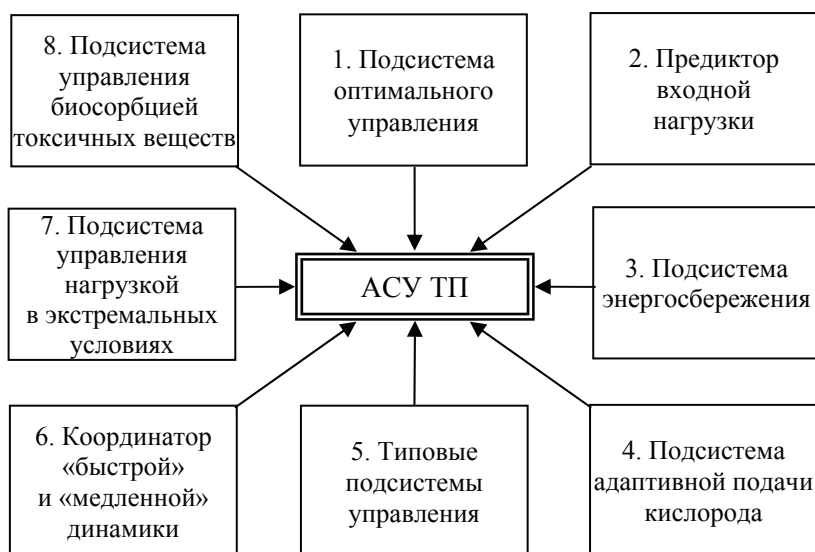 8. Подсистема
управления
биосорбцией
токсичных веществ
1. Подсистема
оптимального
управления
2. Предиктор
входной
нагрузки
7. Подсистема
управления
нагрузкой
в экстремальных
условиях
АСУ ТП
3. Подсистема
энергосбережения
6. Координатор
«быстрой»
и «медленной»
динамики
5. Типовые
подсистемы
управления
4. Подсистема
адаптивной подачи
кислорода